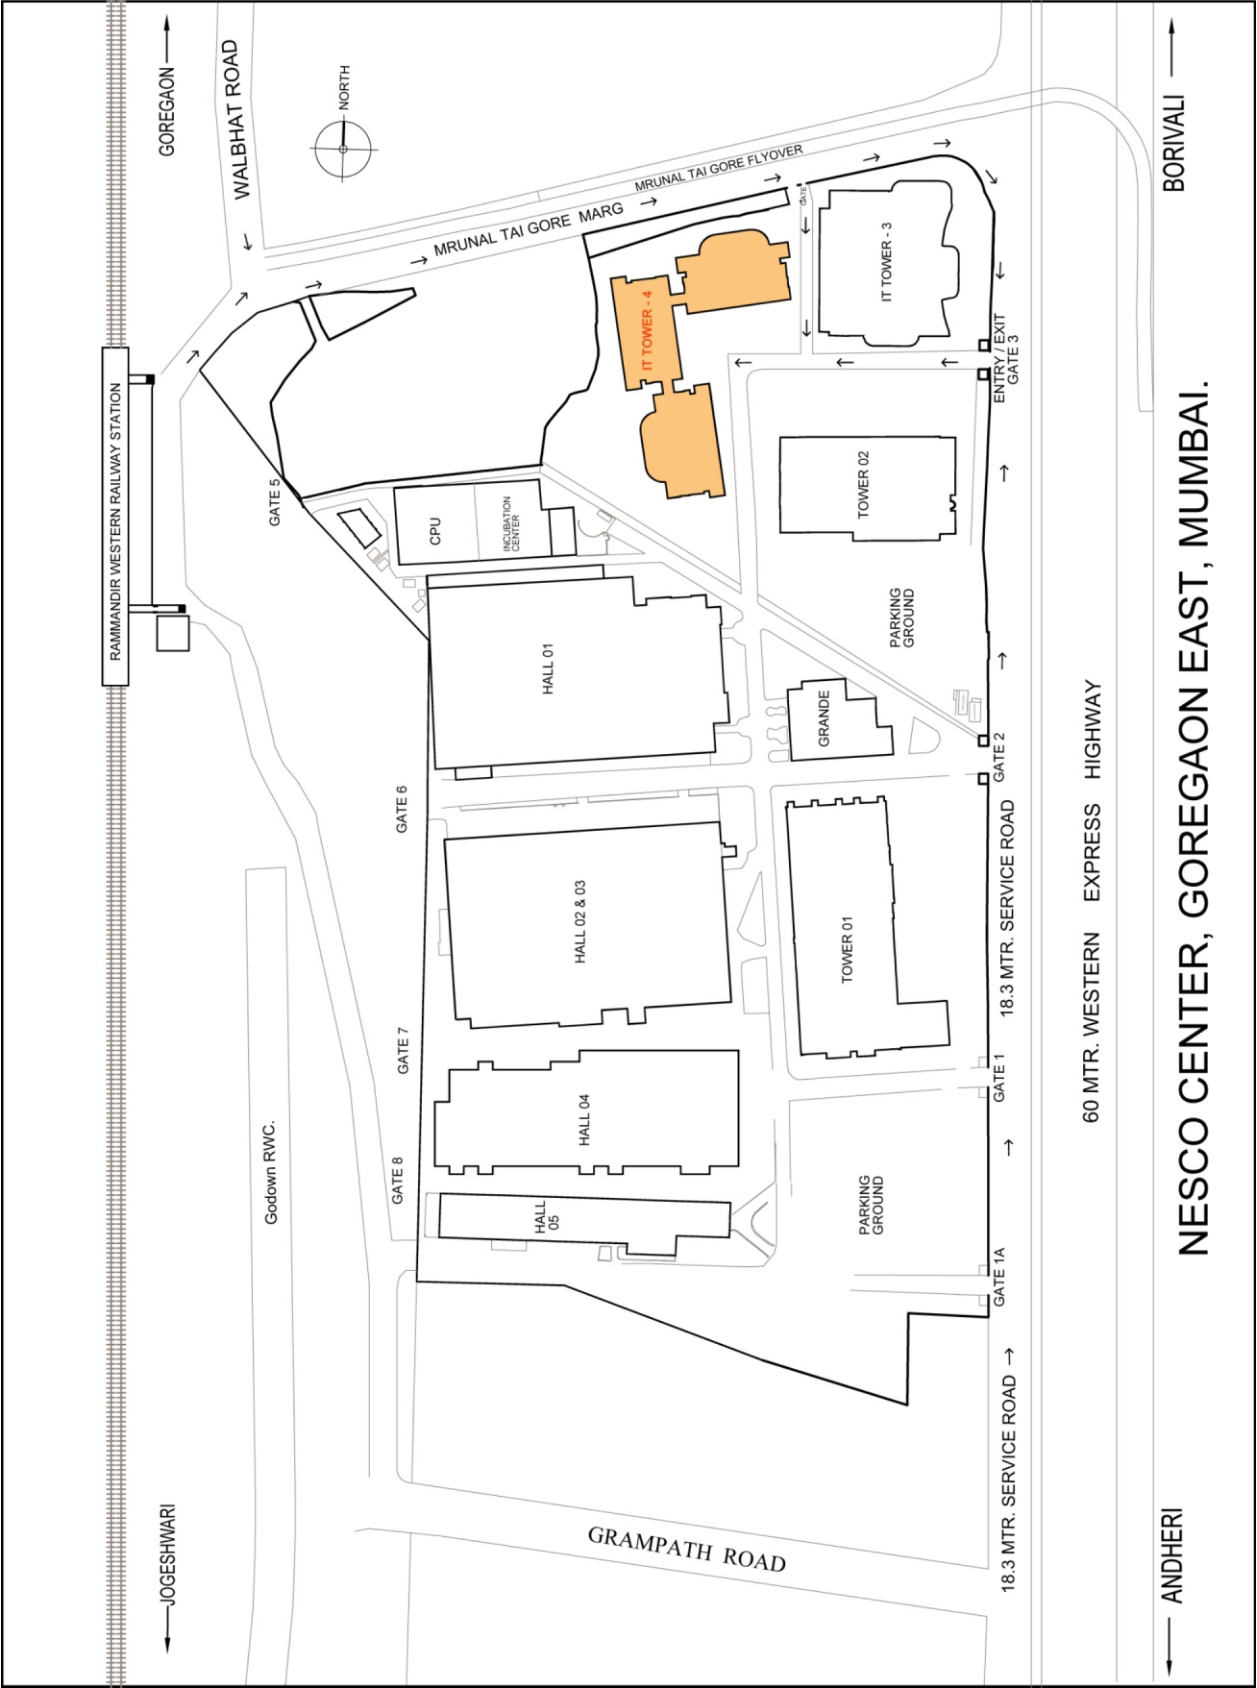 GOREGAON
WALBHAT ROAD
NORTH
BORIVALI
MRUNAL TAI GORE FLYOVER
MRUNAL TAI GORE MARG
GATE
IT TOWER - 3
IT TOWER - 4
RAMMANDIR WESTERN RAILWAY STATION
ENTRY / EXIT
GATE 3
GATE 5
CPU
INCUBATION
CENTER
TOWER 02
PARKING
GROUND
HALL 01
GRANDE
GATE 2
GATE 6
HALL 02 & 03
TOWER 01
18.3 MTR. SERVICE ROAD
60 MTR. WESTERN EXPRESS HIGHWAY
NESCO CENTER, GOREGAON EAST, MUMBAI.
GATE 7
GATE 1
HALL 04
Godown RWC.
GATE 8
HALL
05
PARKING
GROUND
GATE 1A
18.3 MTR. SERVICE ROAD
GRAMPATH ROAD
JOGESHWARI
ANDHERI